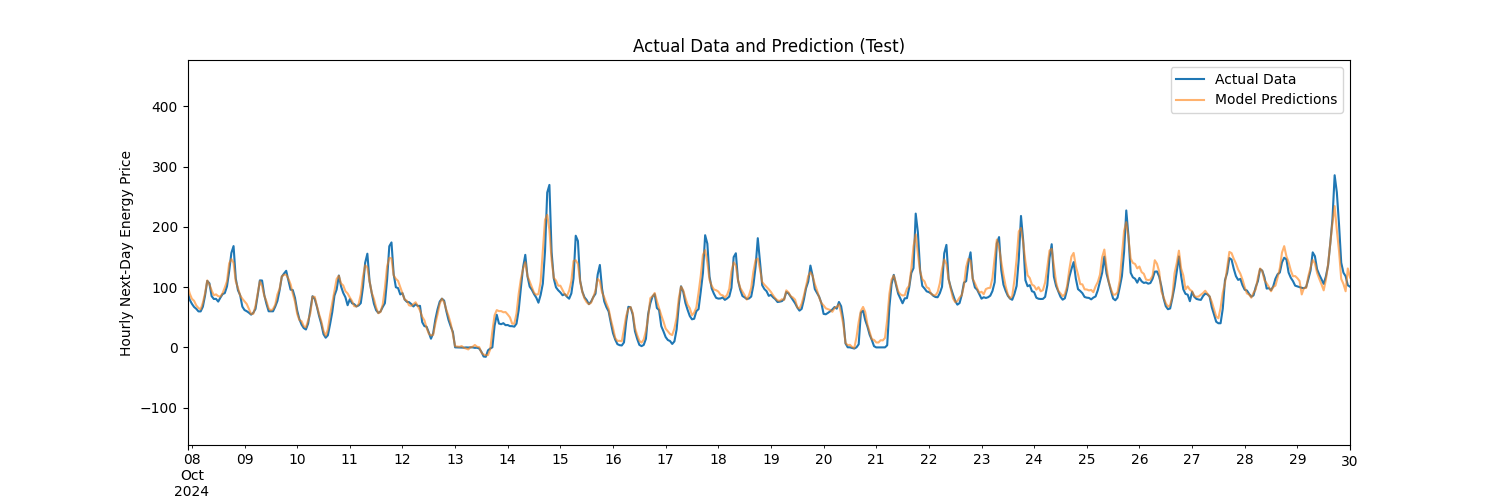 Actual Data and Prediction (Test)
Actual Data
Model Predictions
Hourly Next-Day Energy Price
400
300
200
100
0
−100
08 09 10 11 12 13 14 15 16 17 18 19 20 21 22 23 24 25 26 27 28 29 30
Oct
2024